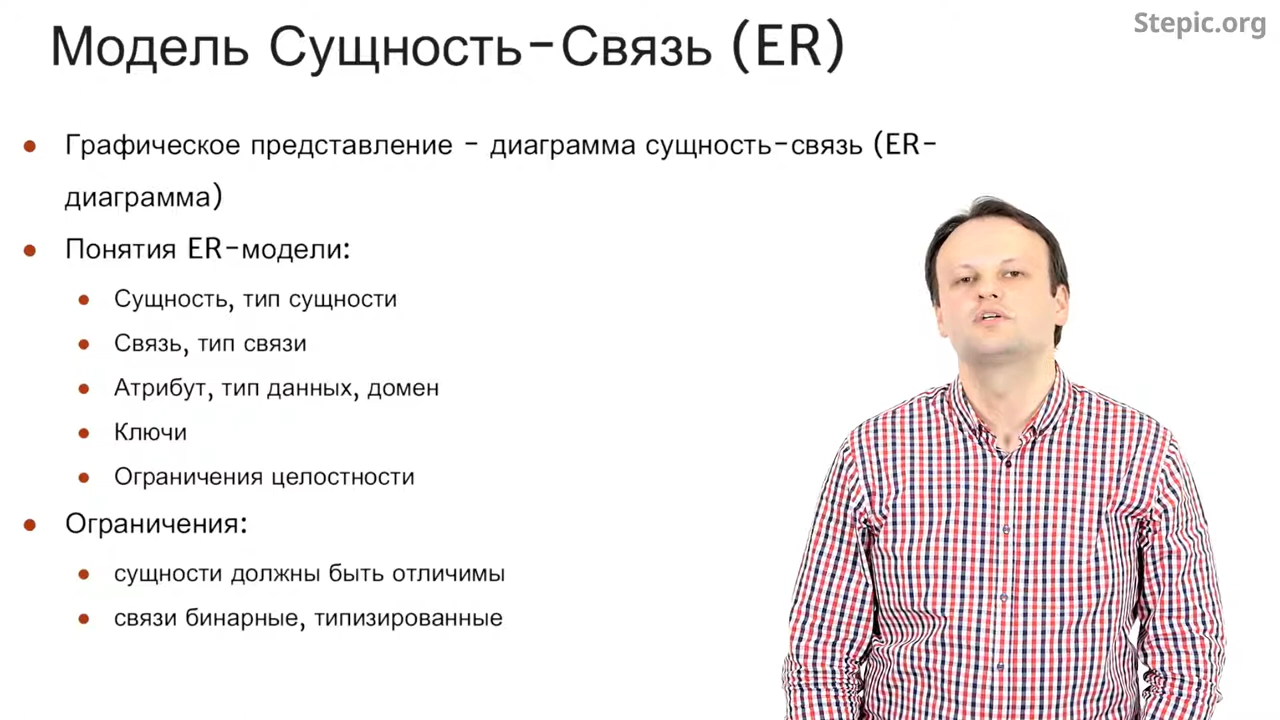 Stepic.org
Модель Сущность-Связь (ER)
• Графическое представление - диаграмма сущность-связь (ER-
диаграмма)
• Понятия ER-модели:
• Сущность, тип сущности
• Связь, тип связи
• Атрибут, тип данных, домен
• Ключи
• Ограничения целостности
• Ограничения:
• сущности должны быть отличимы
• связи бинарные, типизированные